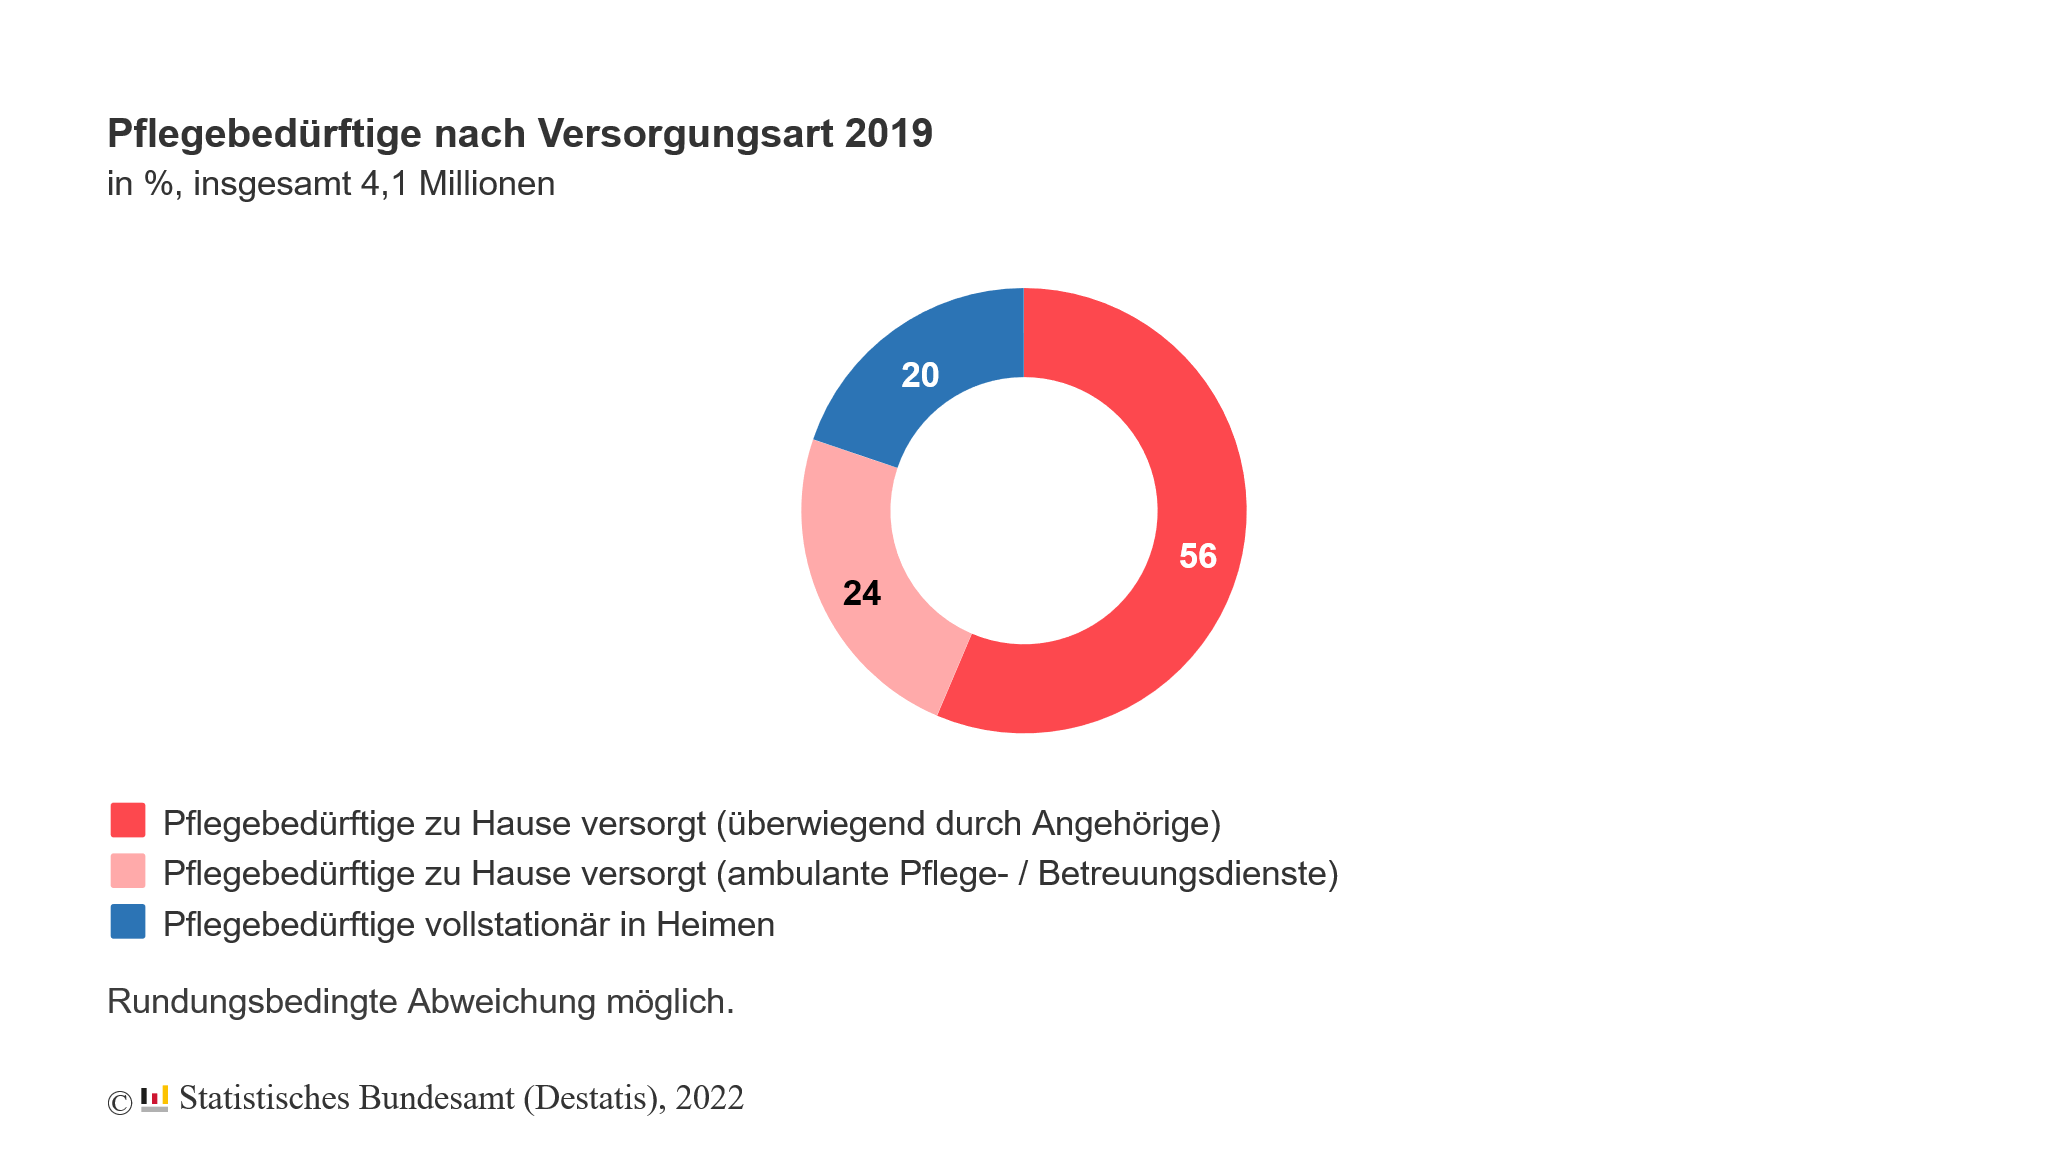 Pflegebedürftige nach Versorgungsart 2019
in %, insgesamt 4,1 Millionen
20
56
24
Pflegebedürftige zu Hause versorgt (überwiegend durch Angehörige)
Pflegebedürftige zu Hause versorgt (ambulante Pflege- / Betreuungsdienste)
Pflegebedürftige vollstationär in Heimen
Rundungsbedingte Abweichung möglich.
© Statistisches Bundesamt (Destatis), 2022